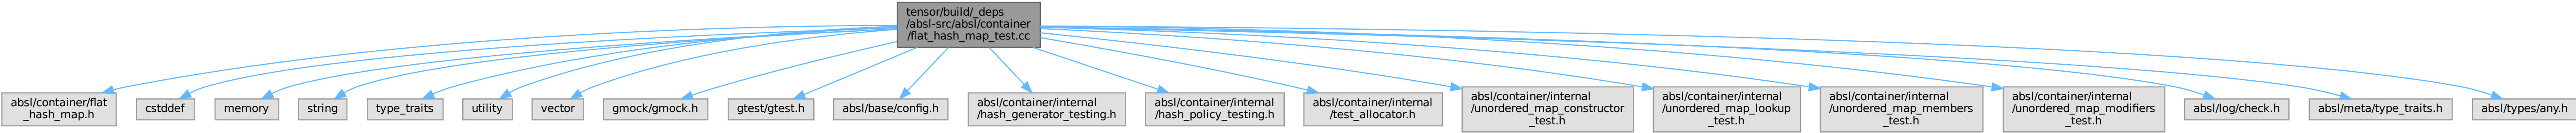 tensor/build/_deps
/absl-src/absl/container
/flat_hash_map_test.cc
absl/container/flat
_hash_map.h
cstddef
memory
string
type_traits
utility
vector
gmock/gmock.h
gtest/gtest.h
absl/base/config.h
absl/container/internal
/hash_generator_testing.h
absl/container/internal
/hash_policy_testing.h
absl/container/internal
/test_allocator.h
absl/container/internal
/unordered_map_constructor
_test.h
absl/container/internal
/unordered_map_lookup
_test.h
absl/container/internal
/unordered_map_members
_test.h
absl/container/internal
/unordered_map_modifiers
_test.h
absl/log/check.h
absl/meta/type_traits.h
absl/types/any.h